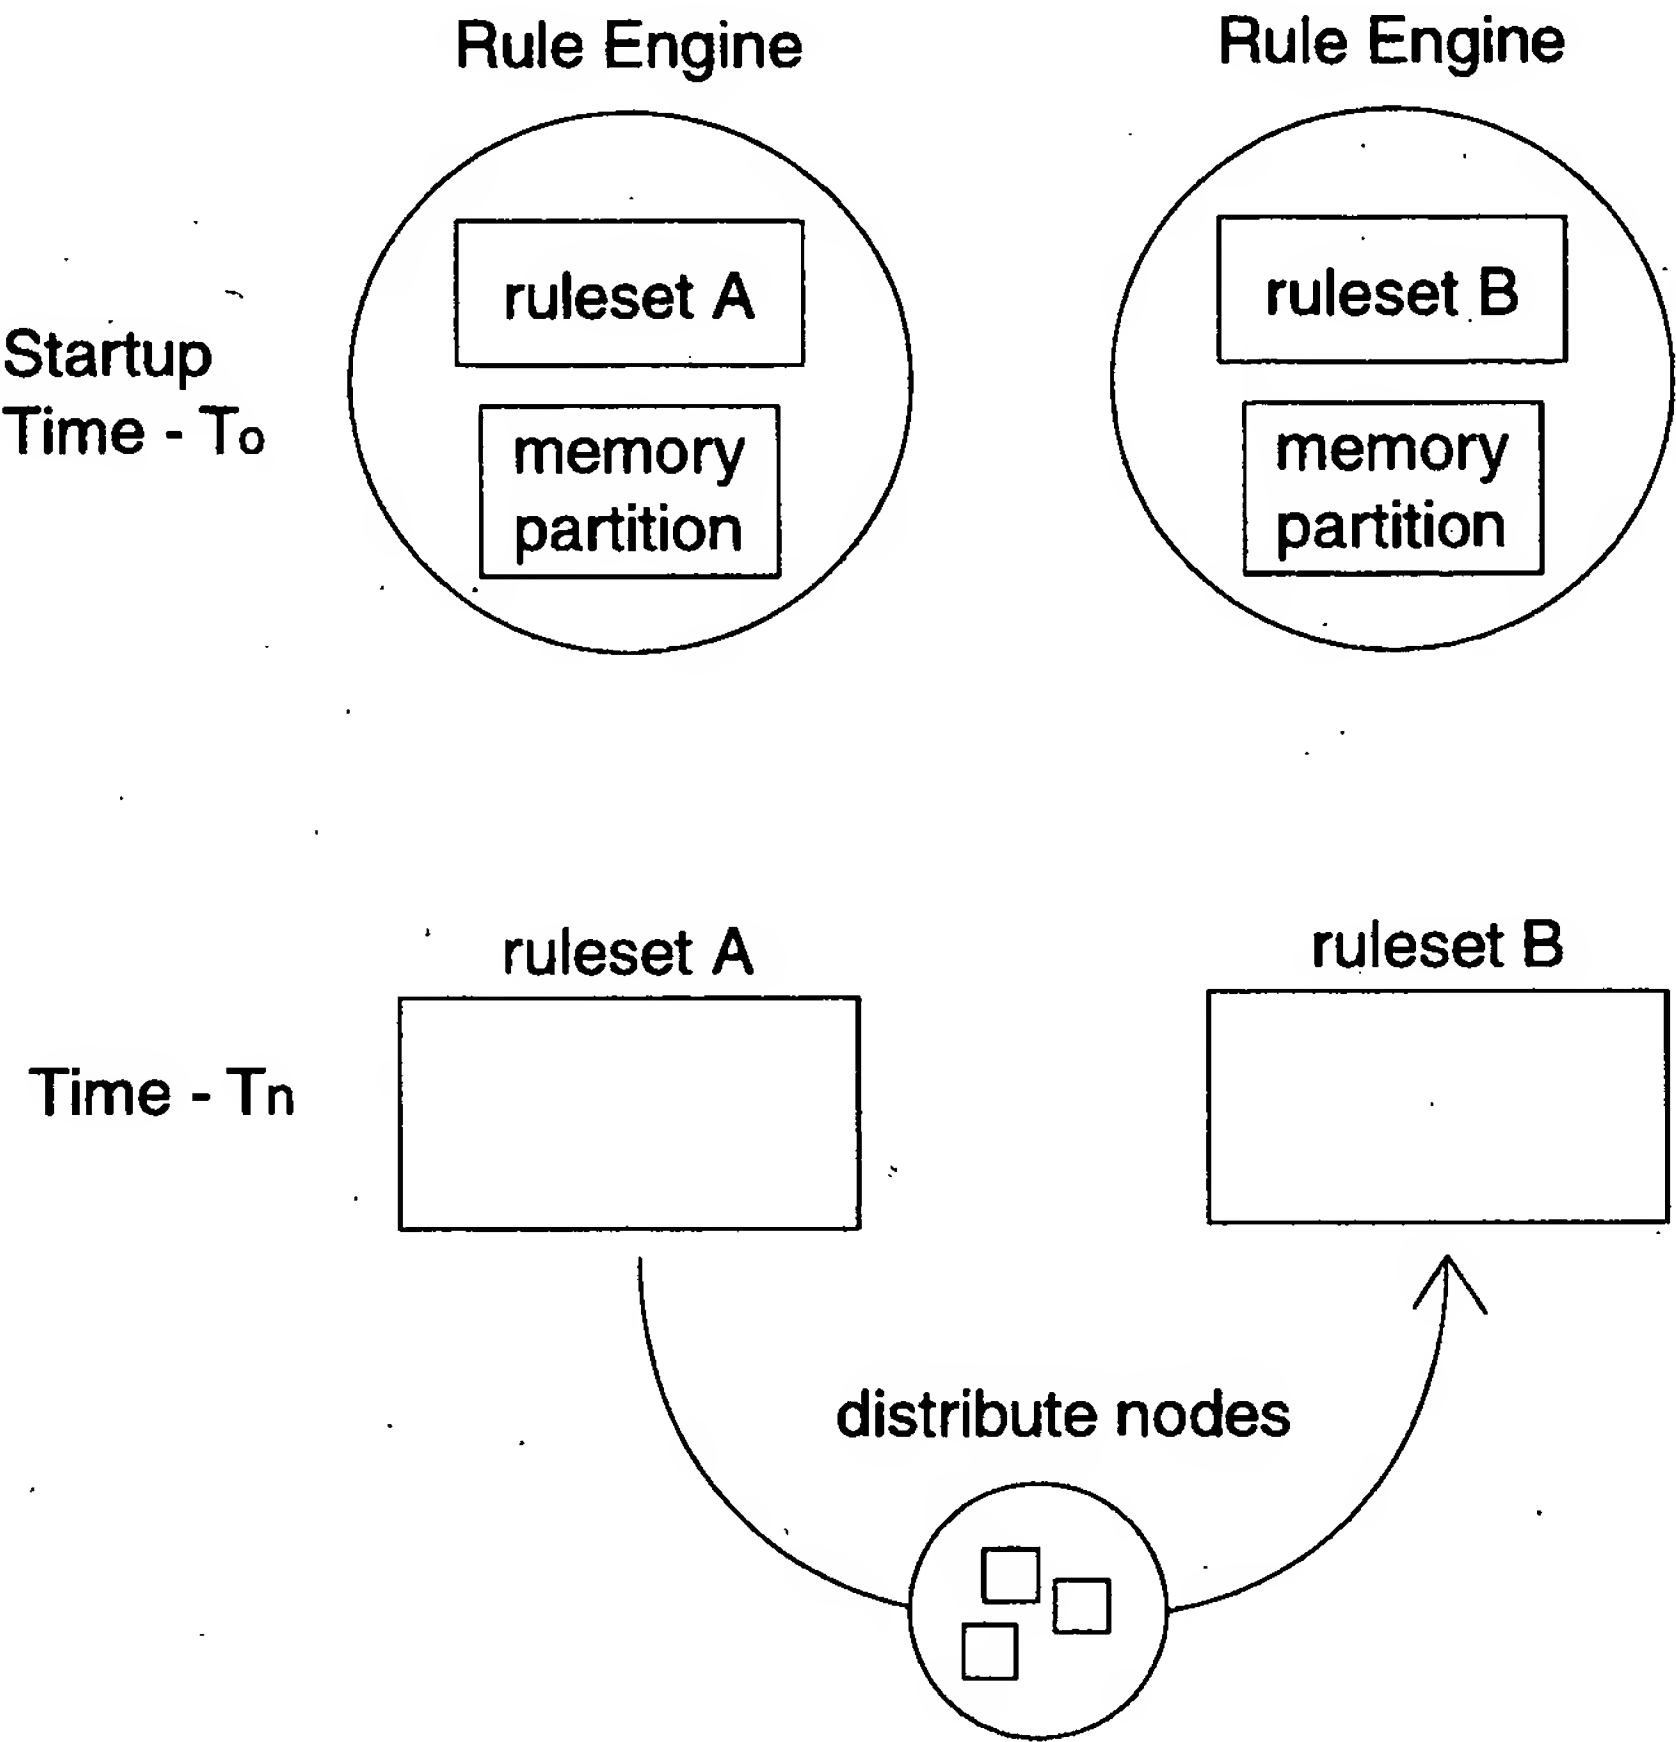 Rule Engine
Rule Engine
Startup
Time - To
ruleset A
memory
partition
ruleset B
memory
partition
Time - Tn
ruleset A
ruleset B
distribute nodes